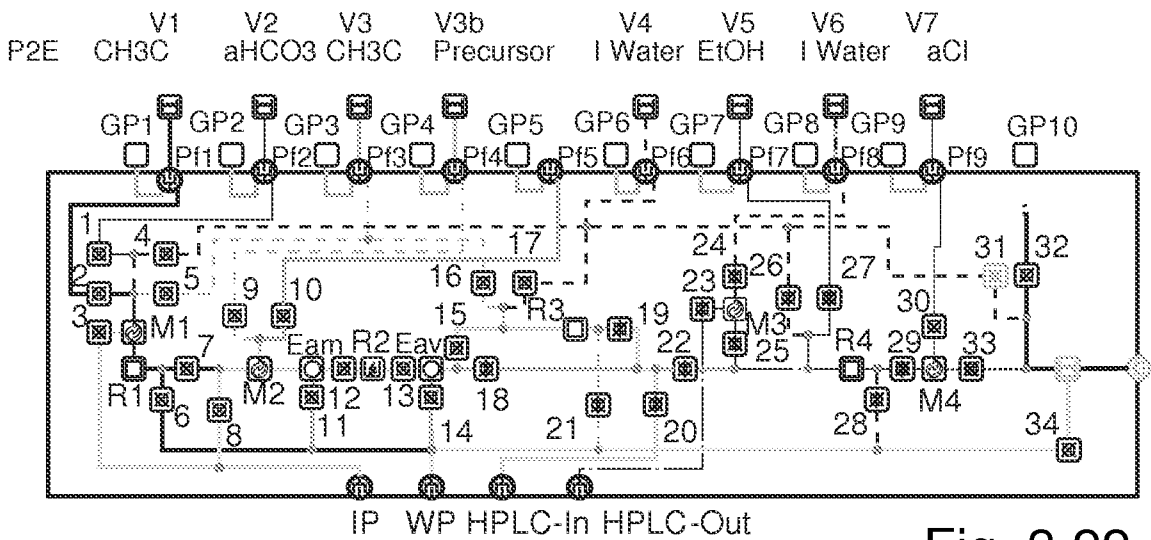 V1 V2 V3 V3b V4 V5 V6 V7
P2E CH3C aHCO3 CH3C Precursor I Water EtOH I Water aCl
GP1 GP2 GP3 GP4 GP5 GP6 GP7 GP8 GP9 GP10
Pf1 Pf2 Pf3 Pf4 Pf5 Pf6 Pf7 Pf8 Pf9
1 4 17 24 31 32
2 5 9 10 16 23 26 27
3 M1 15 R3 19 M3 30
7 Eam R2 Eav 22 25 R4 29 33
R1 6 M2 12 13 18 M4
8 11 14 21 20 28 34
IP WP HPLC-In HPLC-Out